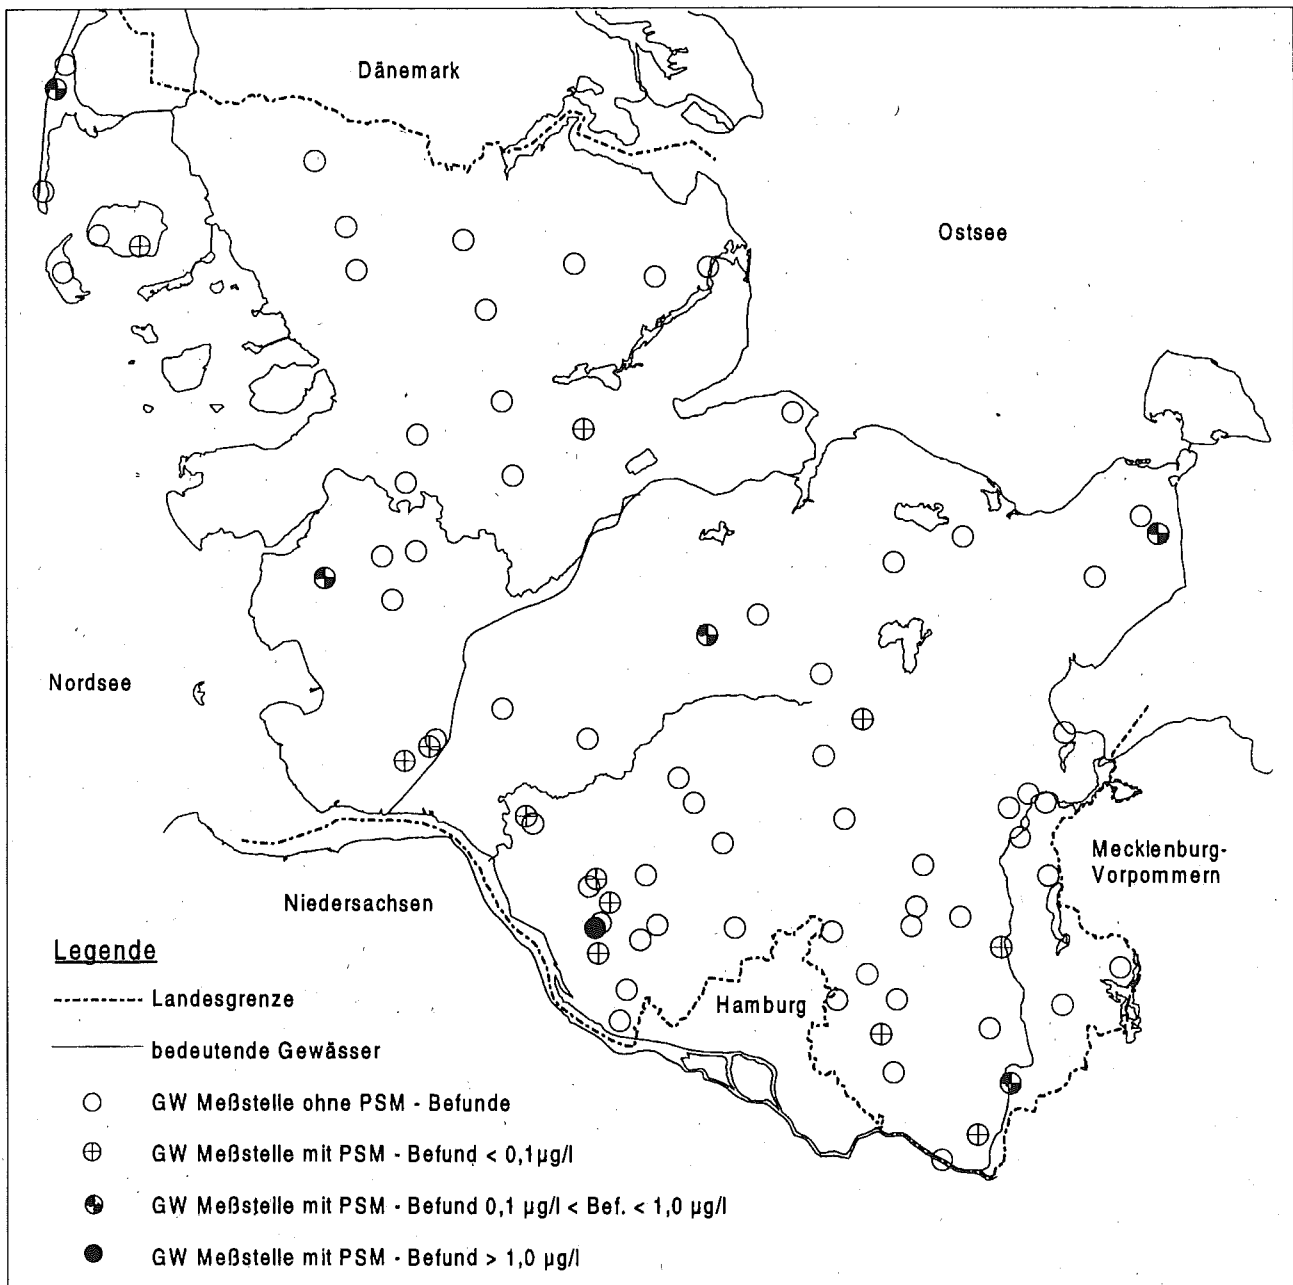 Dänemark
Ostsee
Nordsee
Mecklenburg-
Vorpommern
Niedersachsen
Hamburg
Legende
Landesgrenze
bedeutende Gewässer
GW Meßstelle ohne PSM - Befunde
GW Meßstelle mit PSM - Befund < 0,1µg/l
GW Meßstelle mit PSM - Befund 0,1 µg/l < Bef. < 1,0 µg/l
GW Meßstelle mit PSM - Befund > 1,0 µg/l